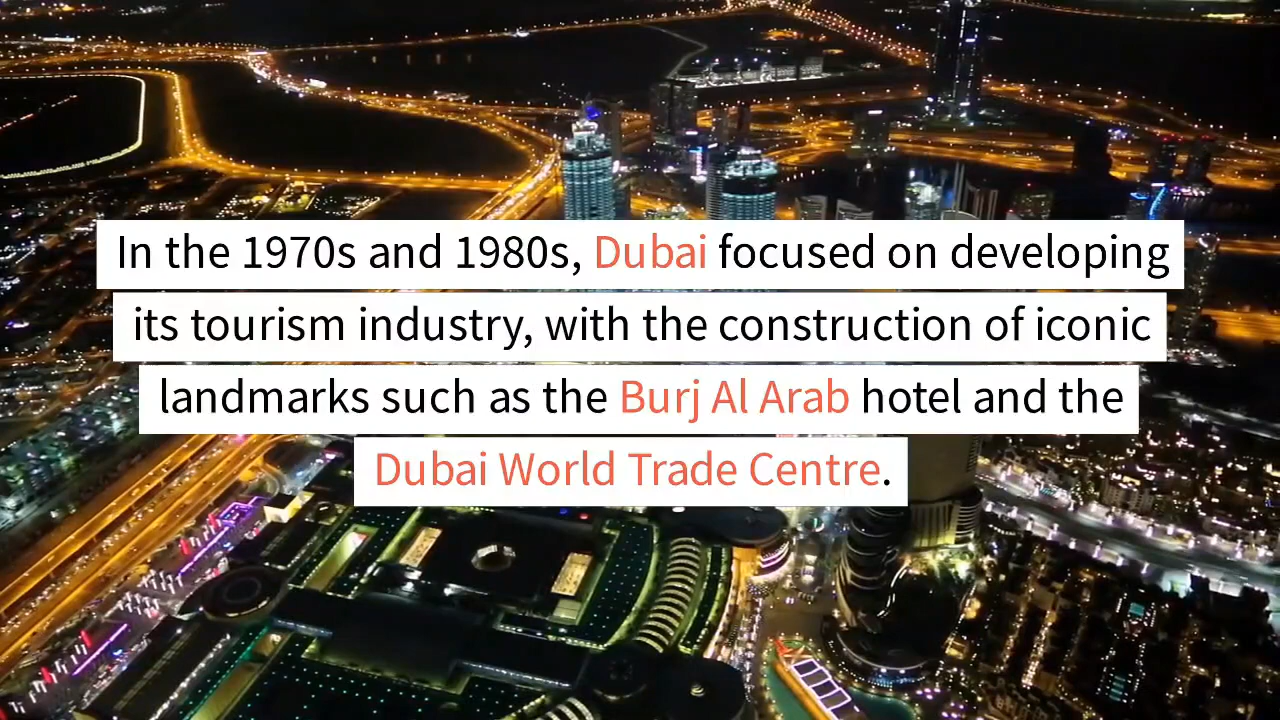 In the 1970s and 1980s, Dubai focused on developing
its tourism industry, with the construction of iconic
landmarks such as the Burj Al Arab hotel and the
Dubai World Trade Centre.